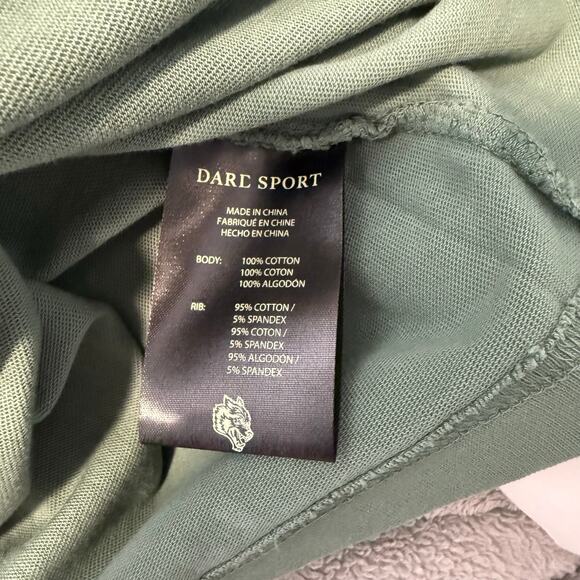 DARE SPORT
MADE IN CHINA
FABRIQUÉ EN CHINE
HECHO EN CHINA
BODY: 100% COTTON
100% COTON
100% ALGODÓN
RIB: 95% COTTON /
5% SPANDEX
95% COTON /
5% SPANDEX
95% ALGODÓN /
5% SPANDEX